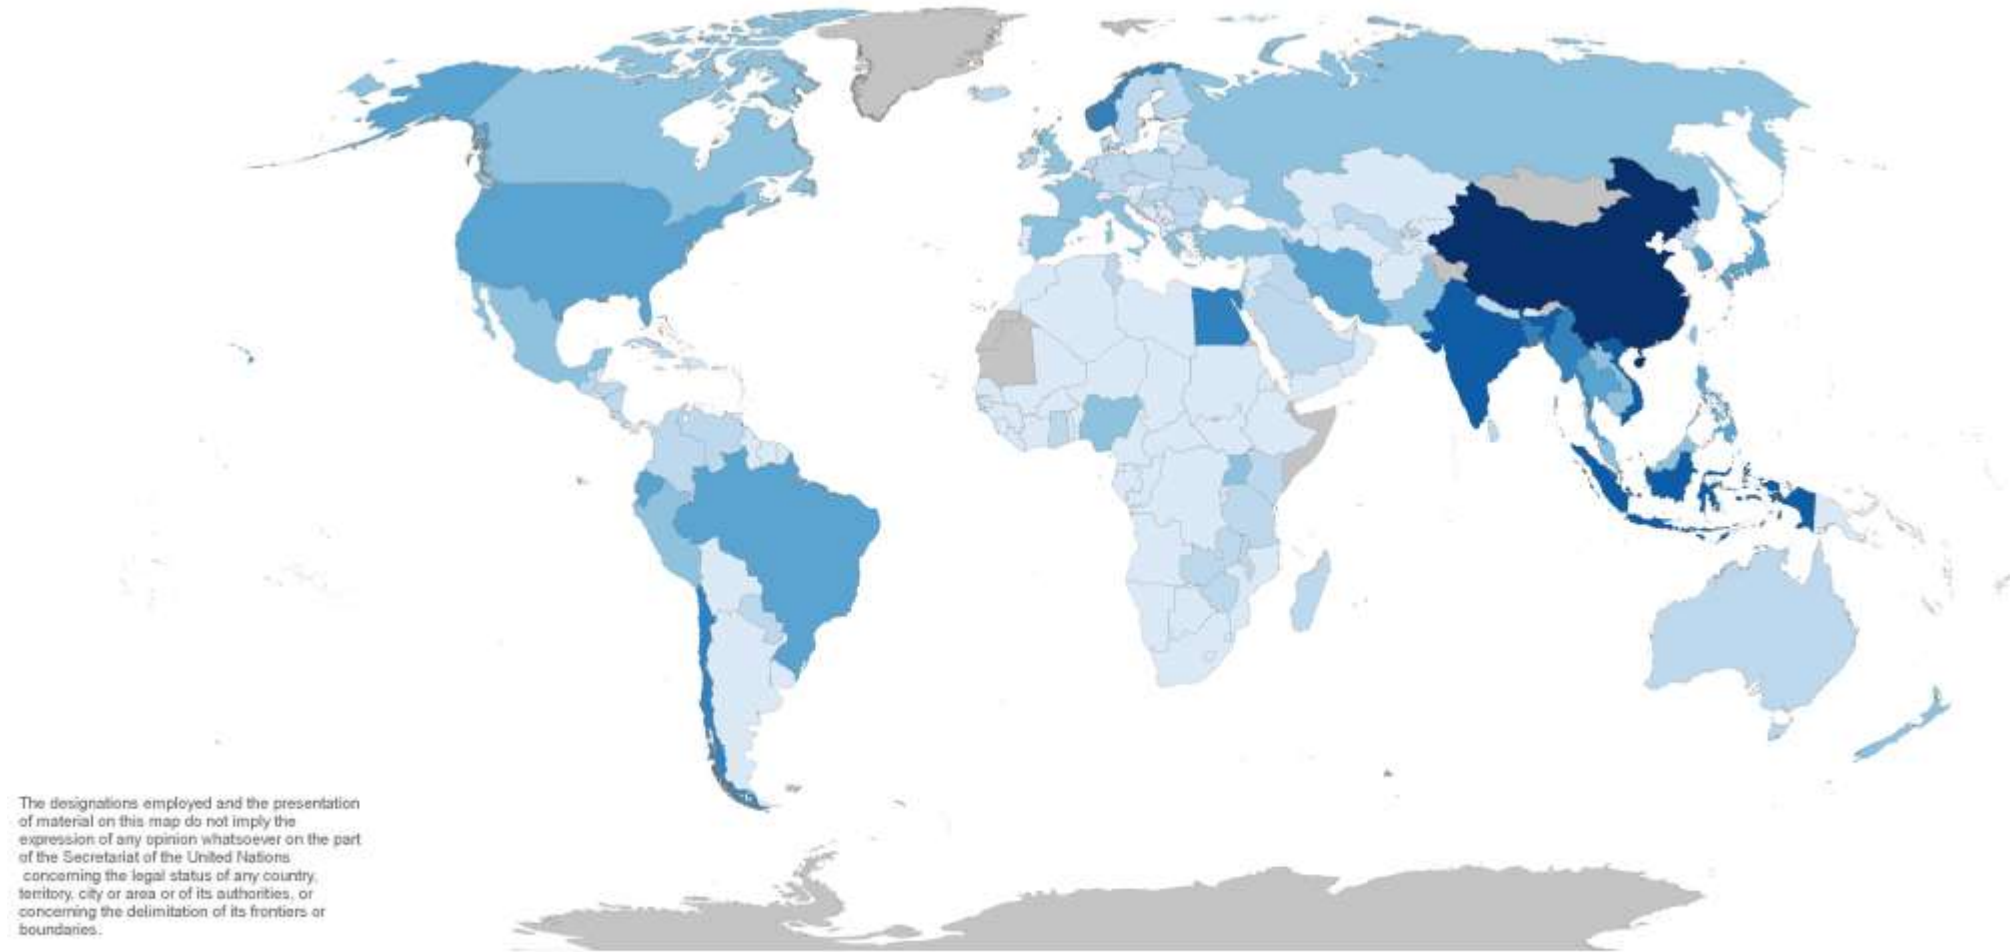 The designations employed and the presentation
of material on this map do not imply the
expression of any opinion whatsoever on the part
of the Secretariat of the United Nations
concerning the legal status of any country,
territory, city or area or of its authorities, or
concerning the delimitation of its frontiers or
boundaries.